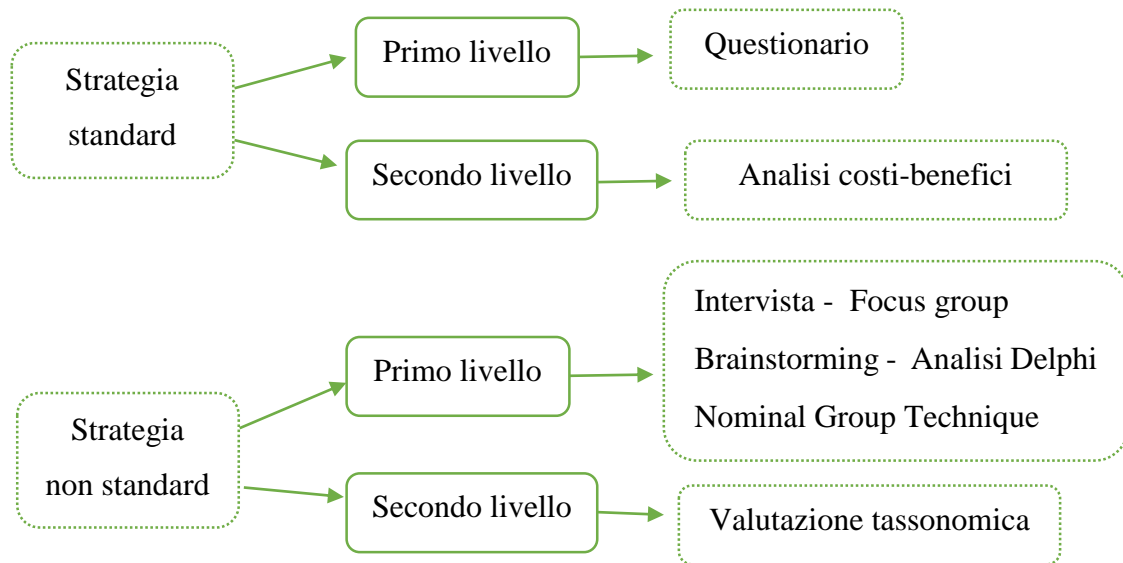 Strategia
standard
Primo livello
Questionario
Secondo livello
Analisi costi-benefici
Strategia
non standard
Primo livello
Intervista - Focus group
Brainstorming - Analisi Delphi
Nominal Group Technique
Secondo livello
Valutazione tassonomica